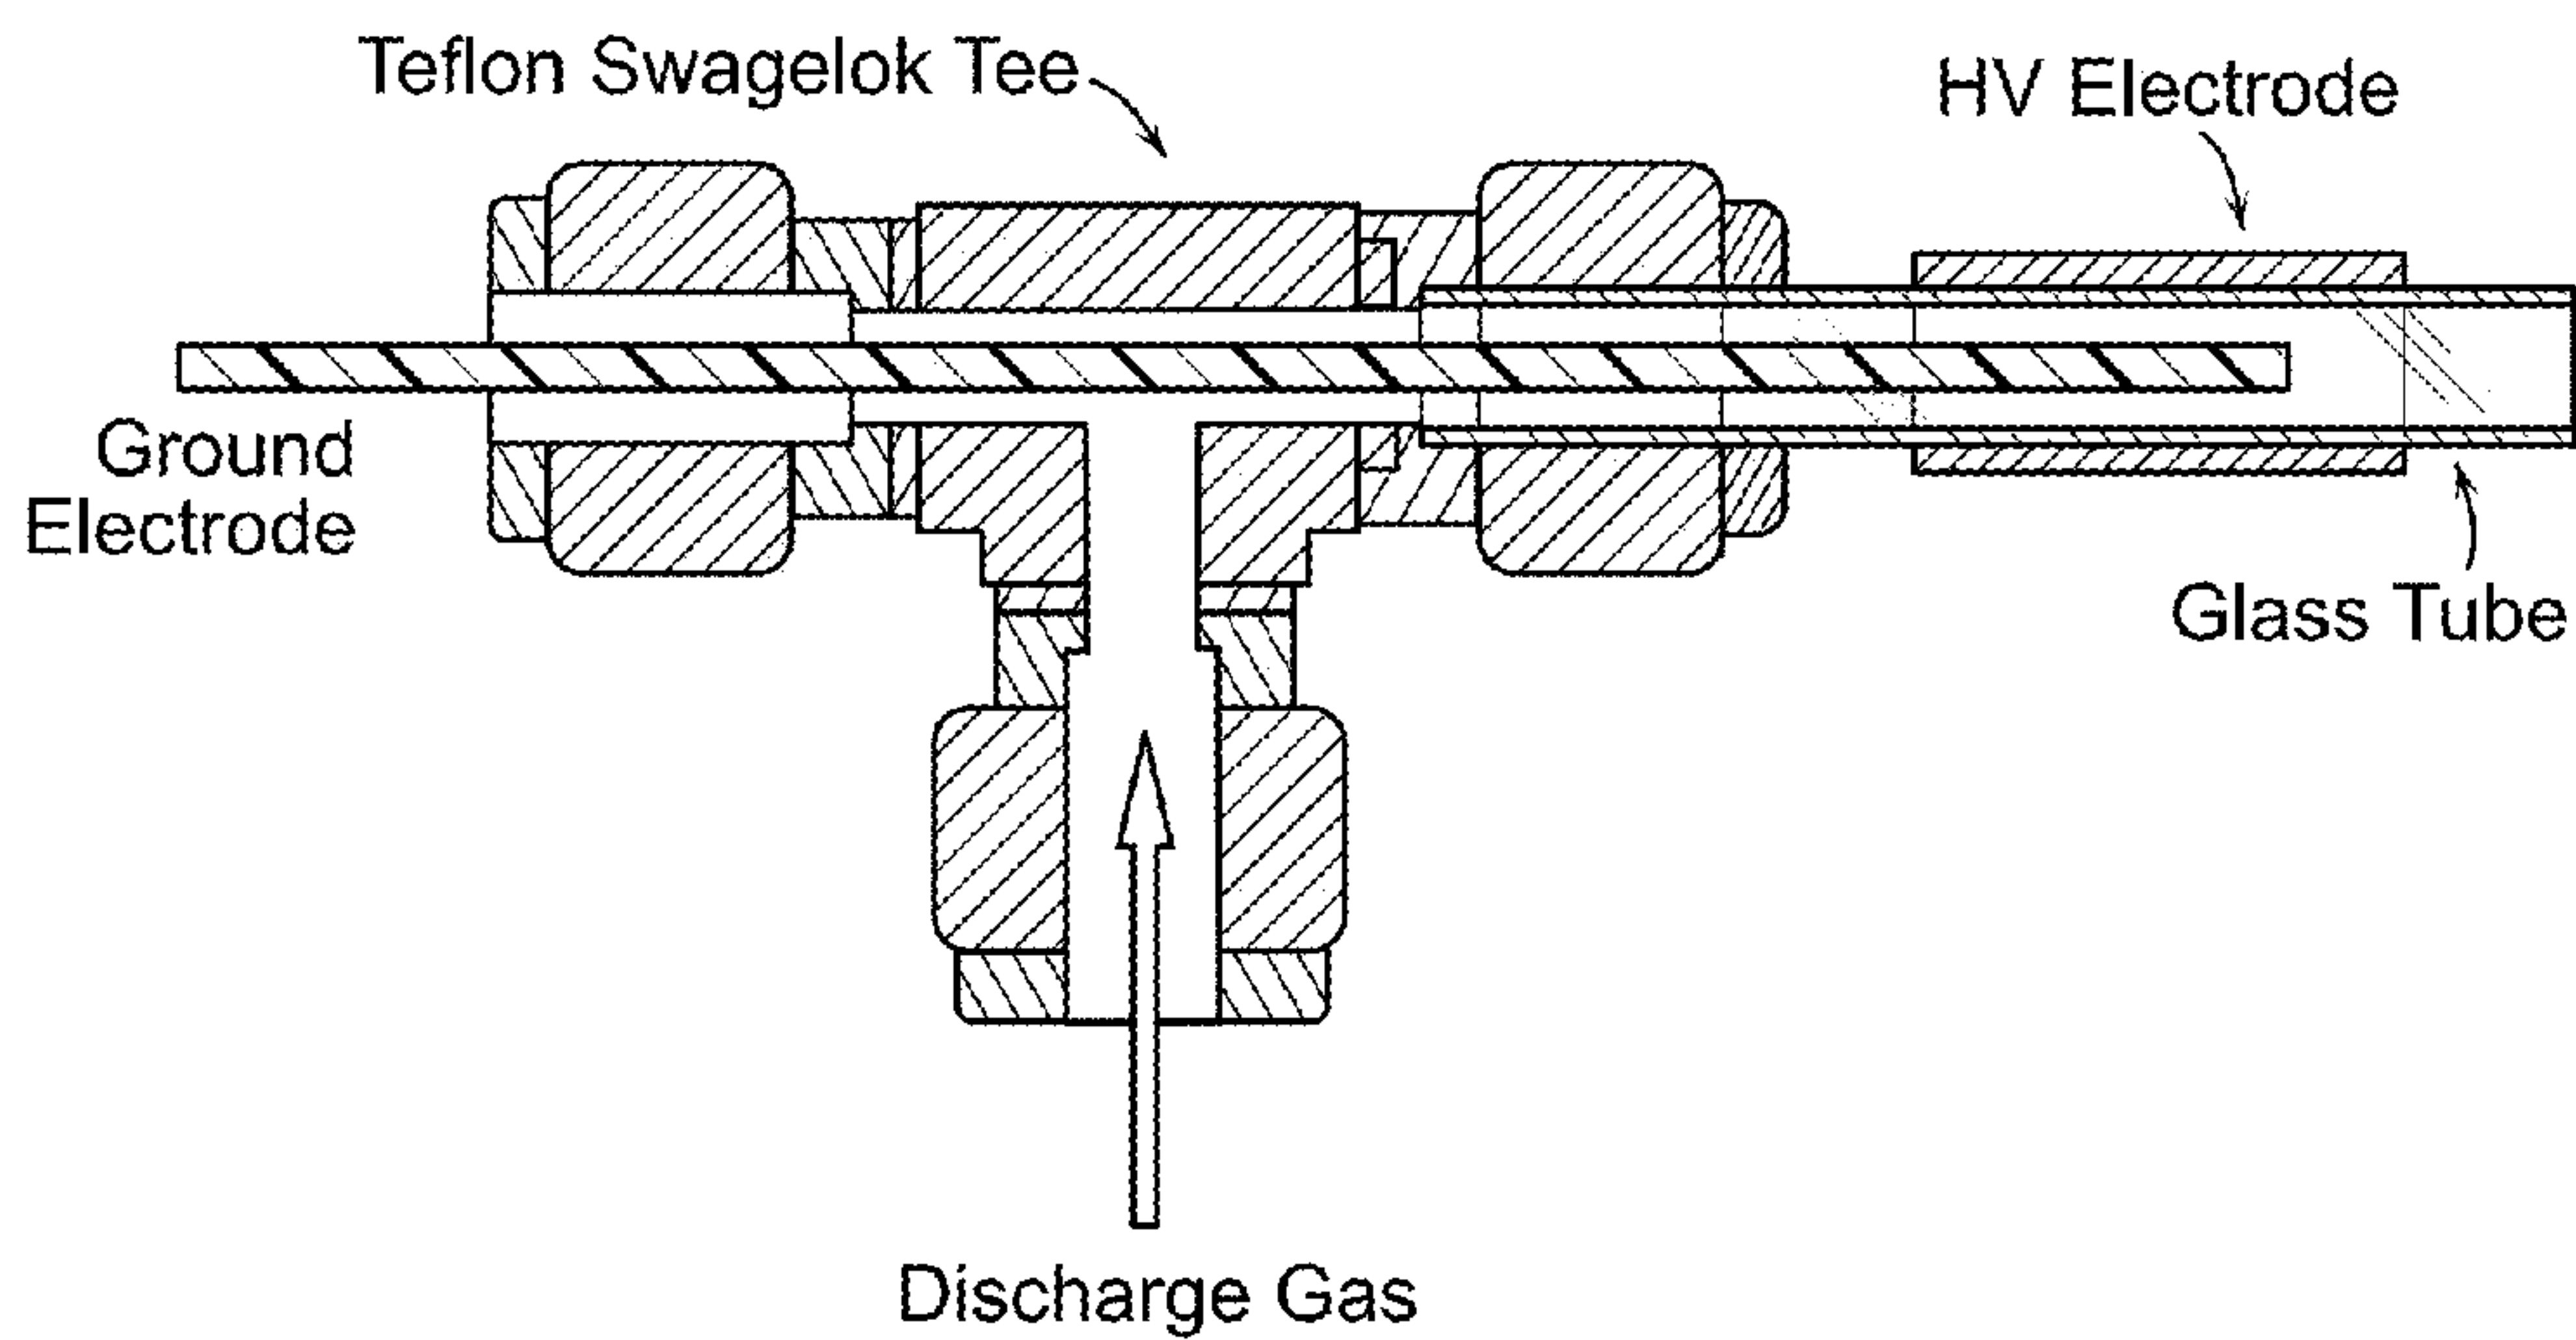 Teflon Swagelok Tee
HV Electrode
Ground
Electrode
Glass Tube
Discharge Gas